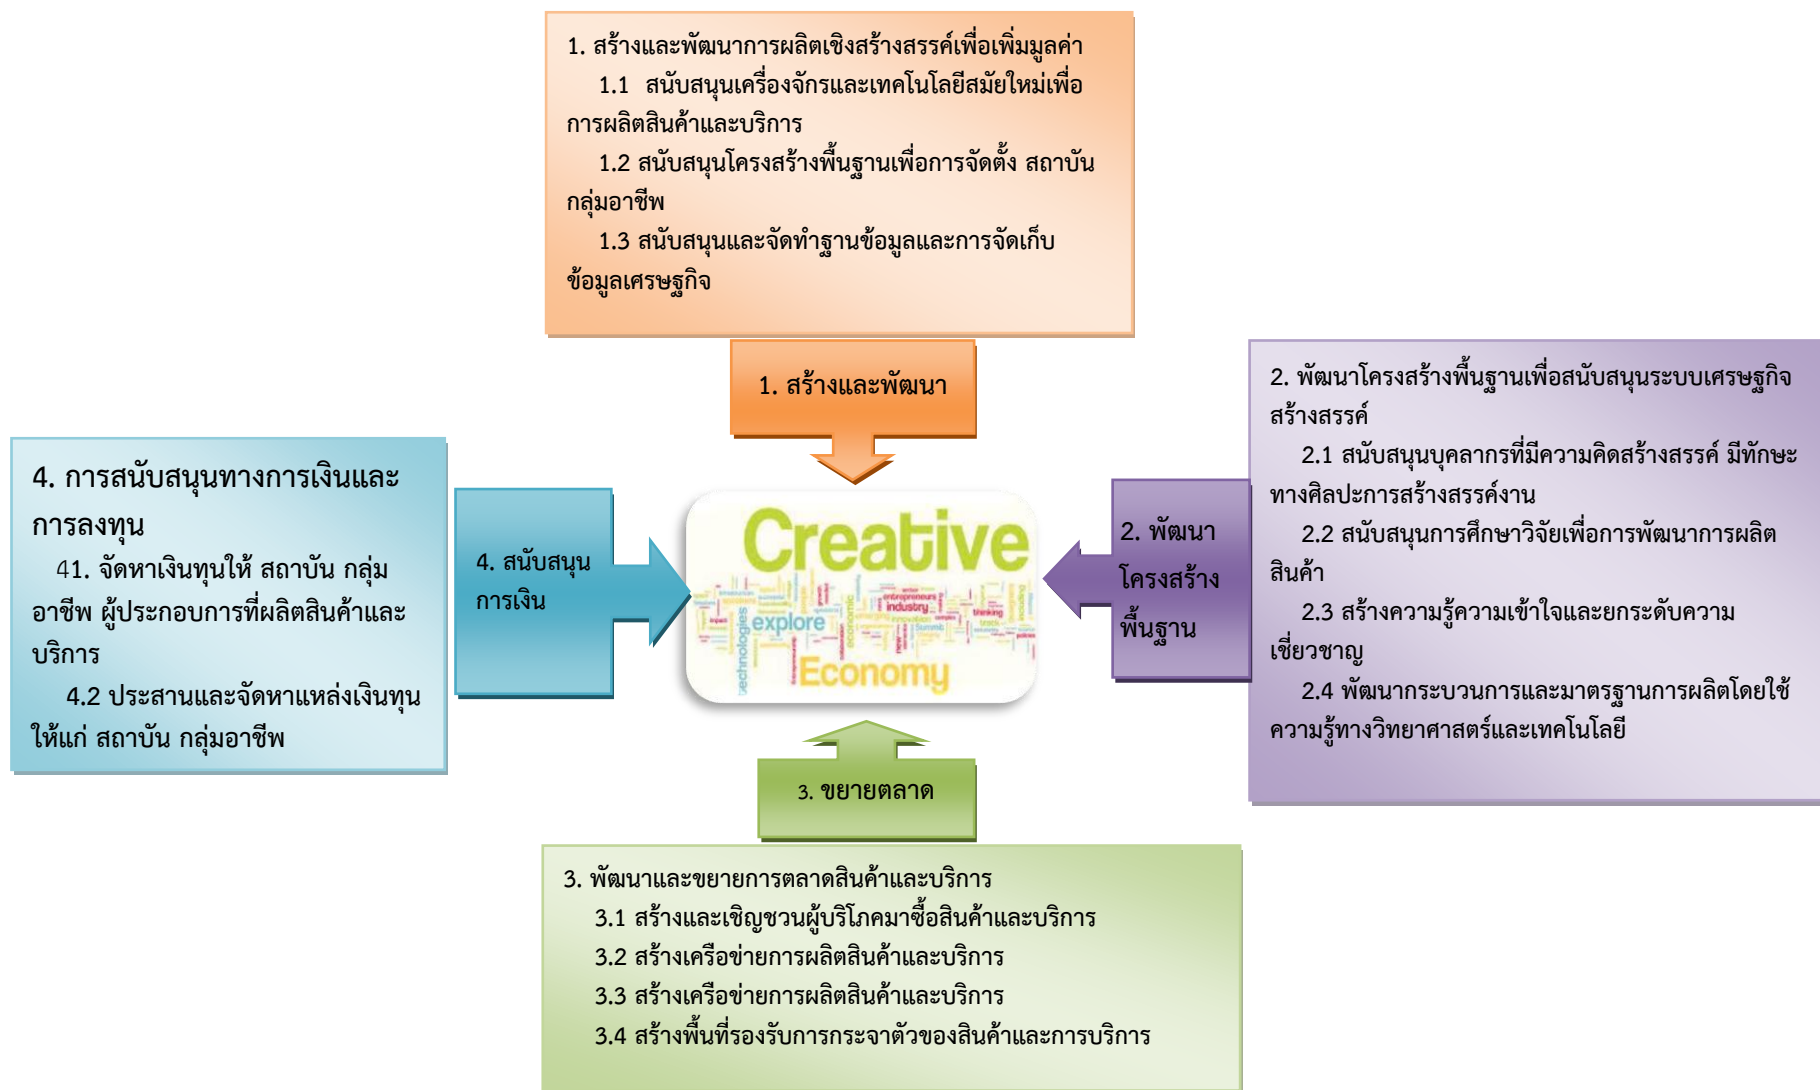 1. สร้างและพัฒนาการผลิตเชิงสร้างสรรค์เพื่อเพิ่มมูลค่า
1.1 สนับสนุนเครื่องจักรและเทคโนโลยีสมัยใหม่เพื่อ
การผลิตสินค้าและบริการ
1.2 สนับสนุนโครงสร้างพื้นฐานเพื่อการจัดตั้ง สถาบัน
กลุ่มอาชีพ
1.3 สนับสนุนและจัดทำฐานข้อมูลและการจัดเก็บ
ข้อมูลเศรษฐกิจ
1. สร้างและพัฒนา
2. พัฒนาโครงสร้างพื้นฐานเพื่อสนับสนุนระบบเศรษฐกิจ
สร้างสรรค์
2.1 สนับสนุนบุคลากรที่มีความคิดสร้างสรรค์ มีทักษะ
ทางศิลปะการสร้างสรรค์งาน
2.2 สนับสนุนการศึกษาวิจัยเพื่อการพัฒนาการผลิต
สินค้า
2.3 สร้างความรู้ความเข้าใจและยกระดับความ
เชี่ยวชาญ
2.4 พัฒนากระบวนการและมาตรฐานการผลิตโดยใช้
ความรู้ทางวิทยาศาสตร์และเทคโนโลยี
2. พัฒนา
โครงสร้าง
พื้นฐาน
4. การสนับสนุนทางการเงินและ
การลงทุน
41. จัดหาเงินทุนให้ สถาบัน กลุ่ม
อาชีพ ผู้ประกอบการที่ผลิตสินค้าและ
บริการ
4.2 ประสานและจัดหาแหล่งเงินทุน
ให้แก่ สถาบัน กลุ่มอาชีพ
4. สนับสนุน
การเงิน
Creative
entrepreneurs
industry
explore
economic
innovation
thinking
track
Summit
new
technologies
Economy
3. ขยายตลาด
3. พัฒนาและขยายการตลาดสินค้าและบริการ
3.1 สร้างและเชิญชวนผู้บริโภคมาซื้อสินค้าและบริการ
3.2 สร้างเครือข่ายการผลิตสินค้าและบริการ
3.3 สร้างเครือข่ายการผลิตสินค้าและบริการ
3.4 สร้างพื้นที่รองรับการกระจาตัวของสินค้าและการบริการ